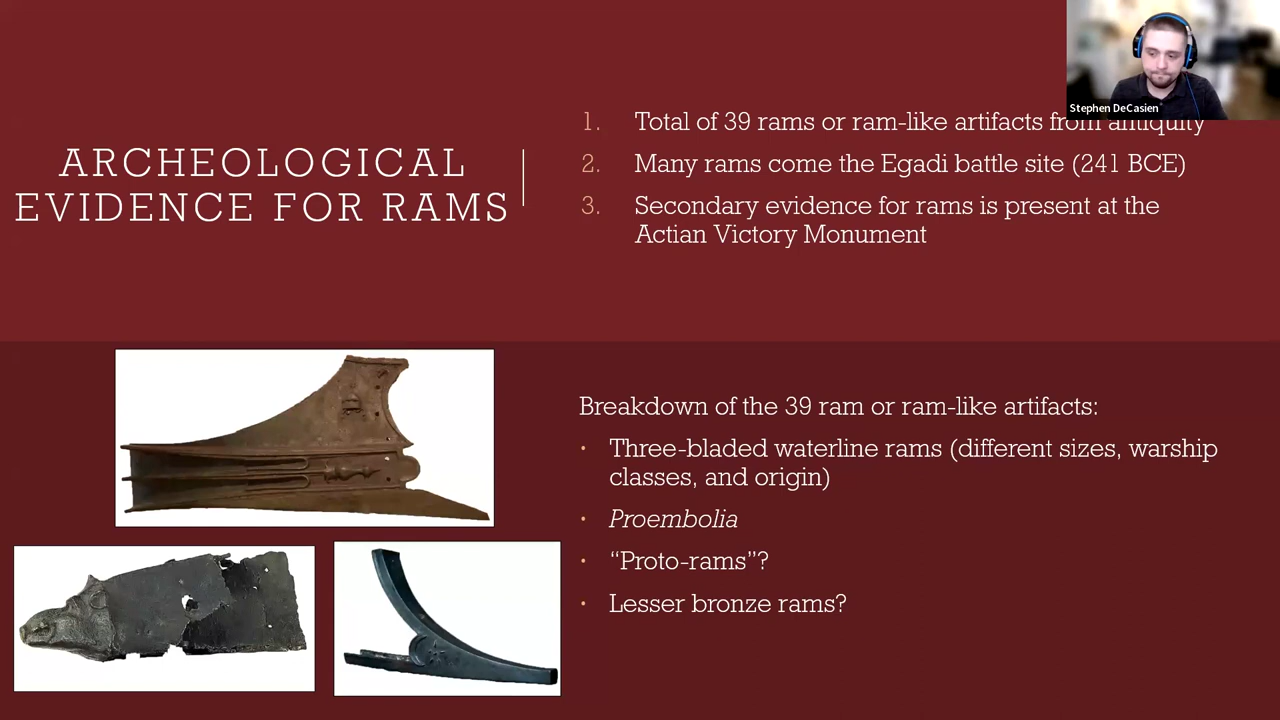 Stephen DeCasien
ARCHEOLOGICAL
EVIDENCE FOR RAMS
1. Total of 39 rams or ram-like artifacts from antiquity
2. Many rams come the Egadi battle site (241 BCE)
3. Secondary evidence for rams is present at the
Actian Victory Monument
Breakdown of the 39 ram or ram-like artifacts:
· Three-bladed waterline rams (different sizes, warship
classes, and origin)
· Proembolia
· “Proto-rams”?
· Lesser bronze rams?